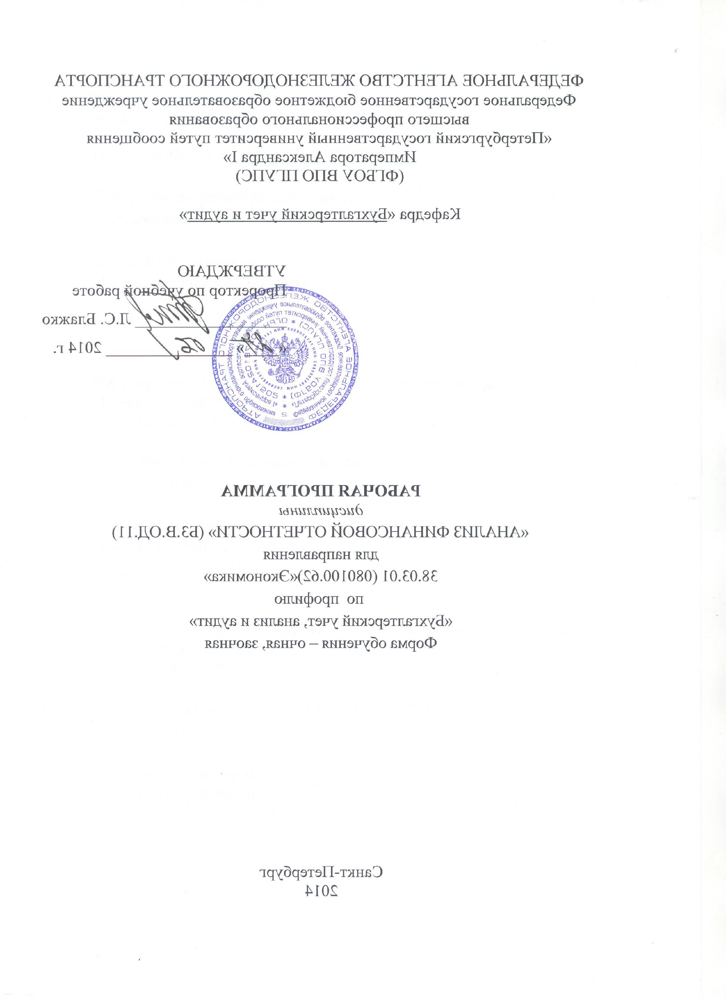 ФЕДЕРАЛЬНОЕ АГЕНТСТВО ЖЕЛЕЗНОДОРОЖНОГО ТРАНСПОРТА
Федеральное государственное бюджетное образовательное учреждение
высшего профессионального образования
«Петербургский государственный университет путей сообщения
Императора Александра I»
(ФГБОУ ВПО ПГУПС)
Кафедра «Бухгалтерский учет и аудит»
УТВЕРЖДАЮ
Проректор по учебной работе
Л.С. Блажко
« » 06 2014 г.
РАБОЧАЯ ПРОГРАММА
дисциплины
«АНАЛИЗ ФИНАНСОВОЙ ОТЧЕТНОСТИ» (Б3.В.ОД.11)
для направления
38.03.01 (080100.62)«Экономика»
по профилю
«Бухгалтерский учет, анализ и аудит»
Форма обучения – очная, заочная
Санкт-Петербург
2014